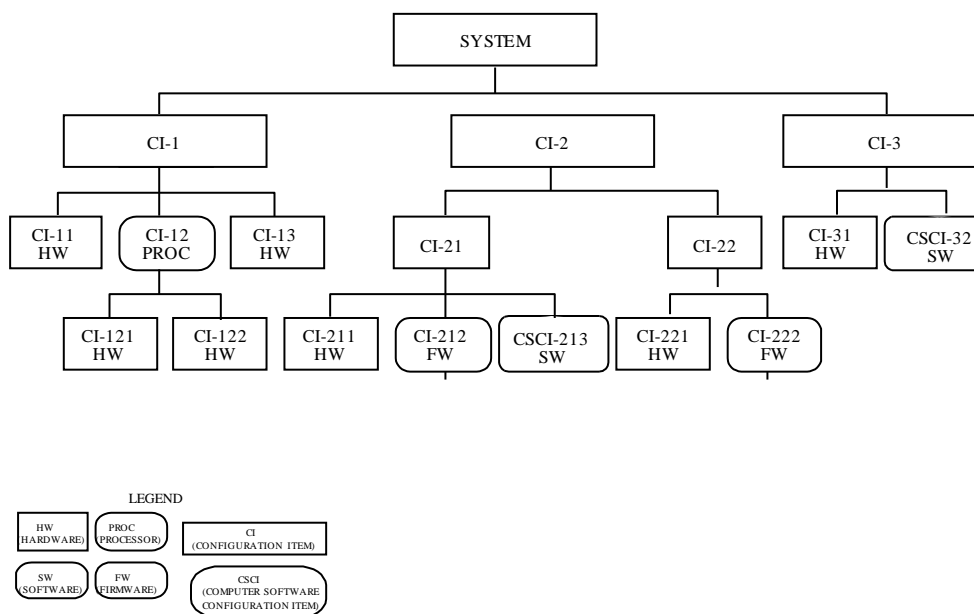 SYSTEM
CI-1
CI-2
CI-3
CI-11
HW
CI-12
PROC
CI-13
HW
CI-21
CI-22
CI-31
HW
CSCI-32
SW
CI-121
HW
CI-122
HW
CI-211
HW
CI-212
FW
CSCI-213
SW
CI-221
HW
CI-222
FW
LEGEND
HW
HARDWARE)
PROC
(PROCESSOR)
CI
(CONFIGURATION ITEM)
SW
(SOFTWARE)
FW
(FIRMWARE)
CSCI
(COMPUTER SOFTWARE
CONFIGURATION ITEM)